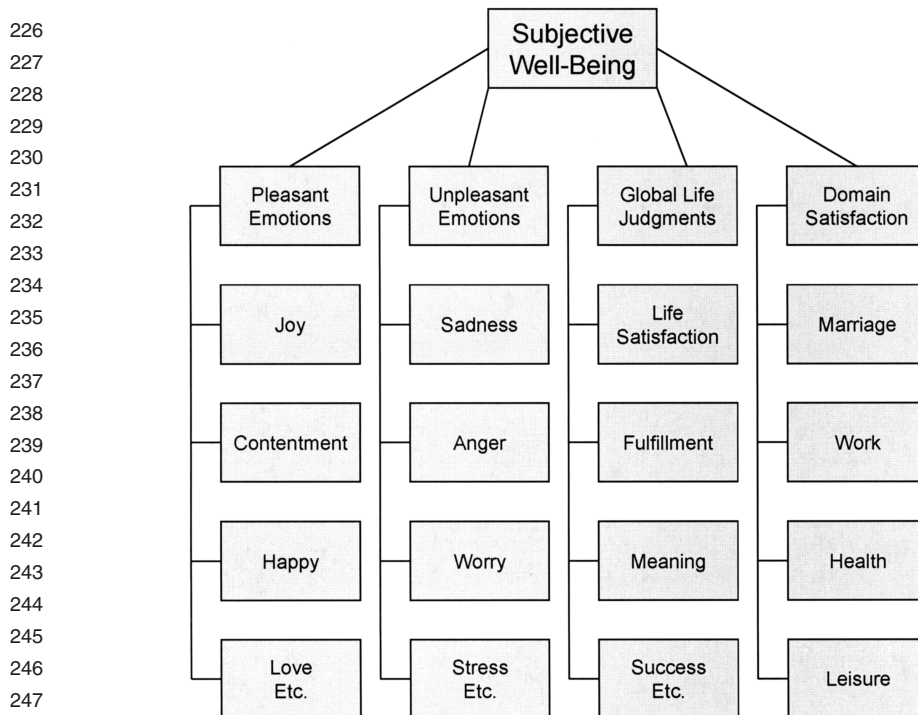 226
227
228
229
230
231
232
233
234
235
236
237
238
239
240
241
242
243
244
245
246
247
Subjective
Well-Being
Pleasant
Emotions
Unpleasant
Emotions
Global Life
Judgments
Domain
Satisfaction
Joy
Sadness
Life
Satisfaction
Marriage
Contentment
Anger
Fulfillment
Work
Happy
Worry
Meaning
Health
Love
Etc.
Stress
Etc.
Success
Etc.
Leisure